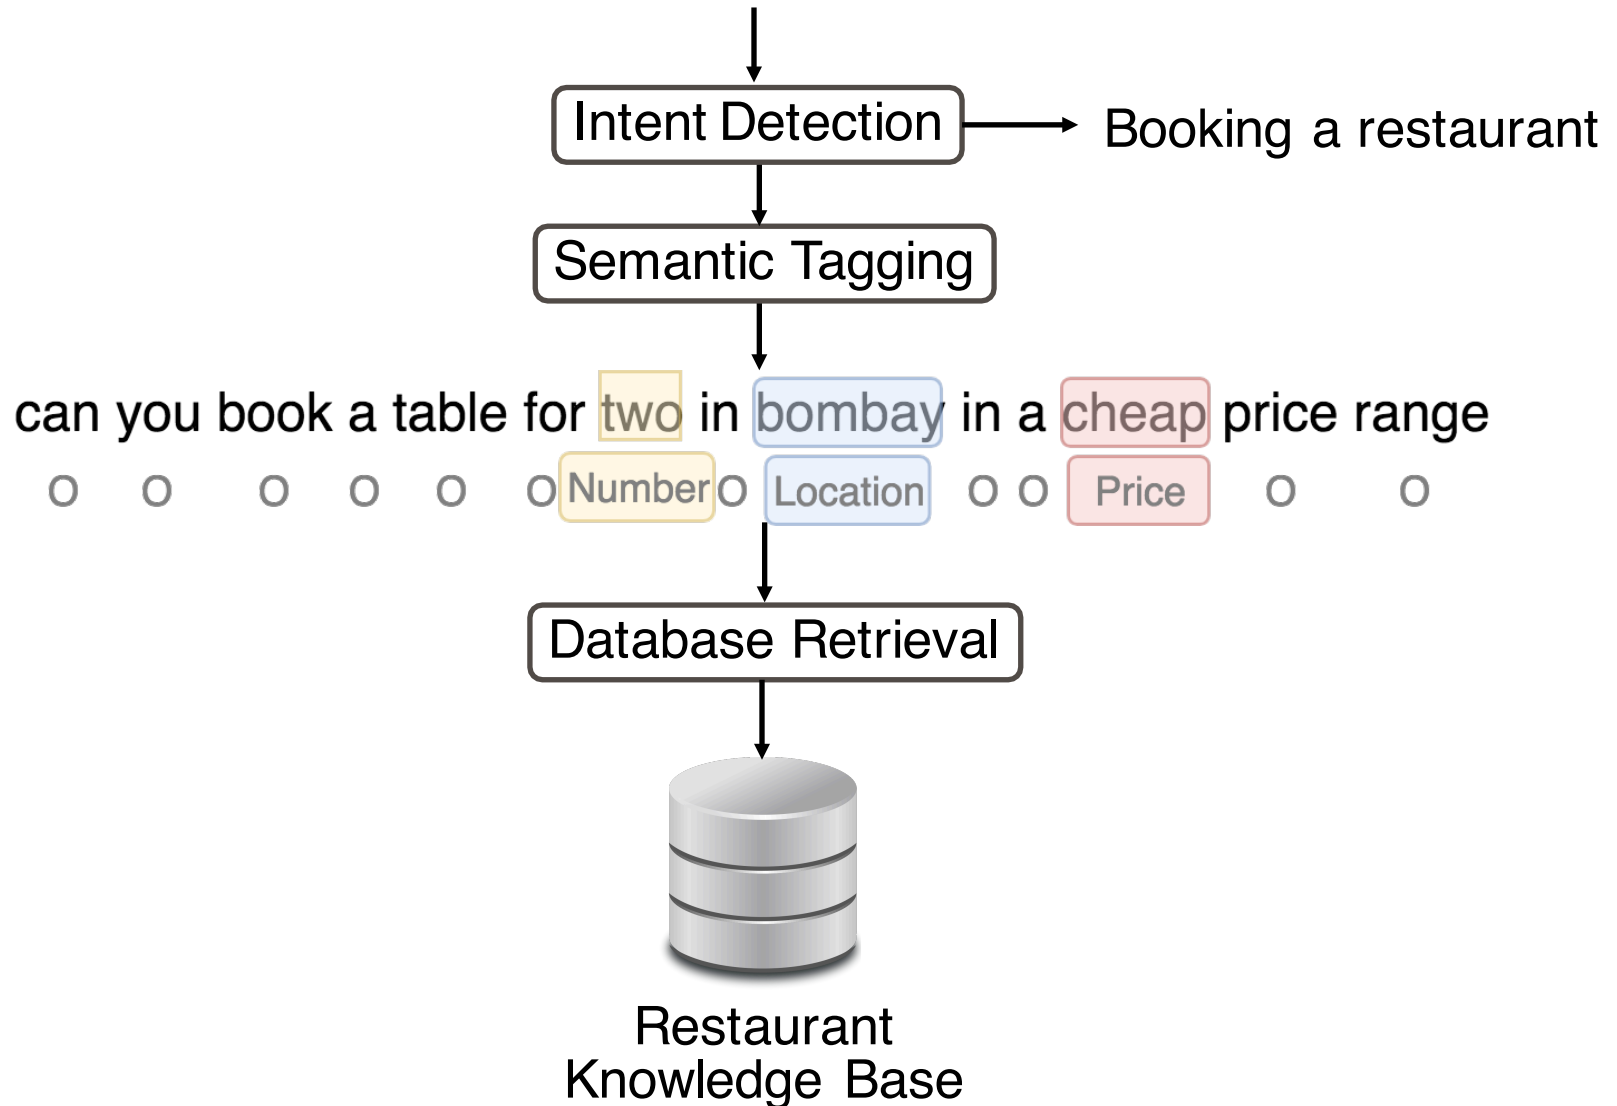 Intent Detection
Booking a restaurant
Semantic Tagging
can you book a table for two in bombay in a cheap price range
O O O O O O Number O Location O O Price O O
Database Retrieval
Restaurant
Knowledge Base